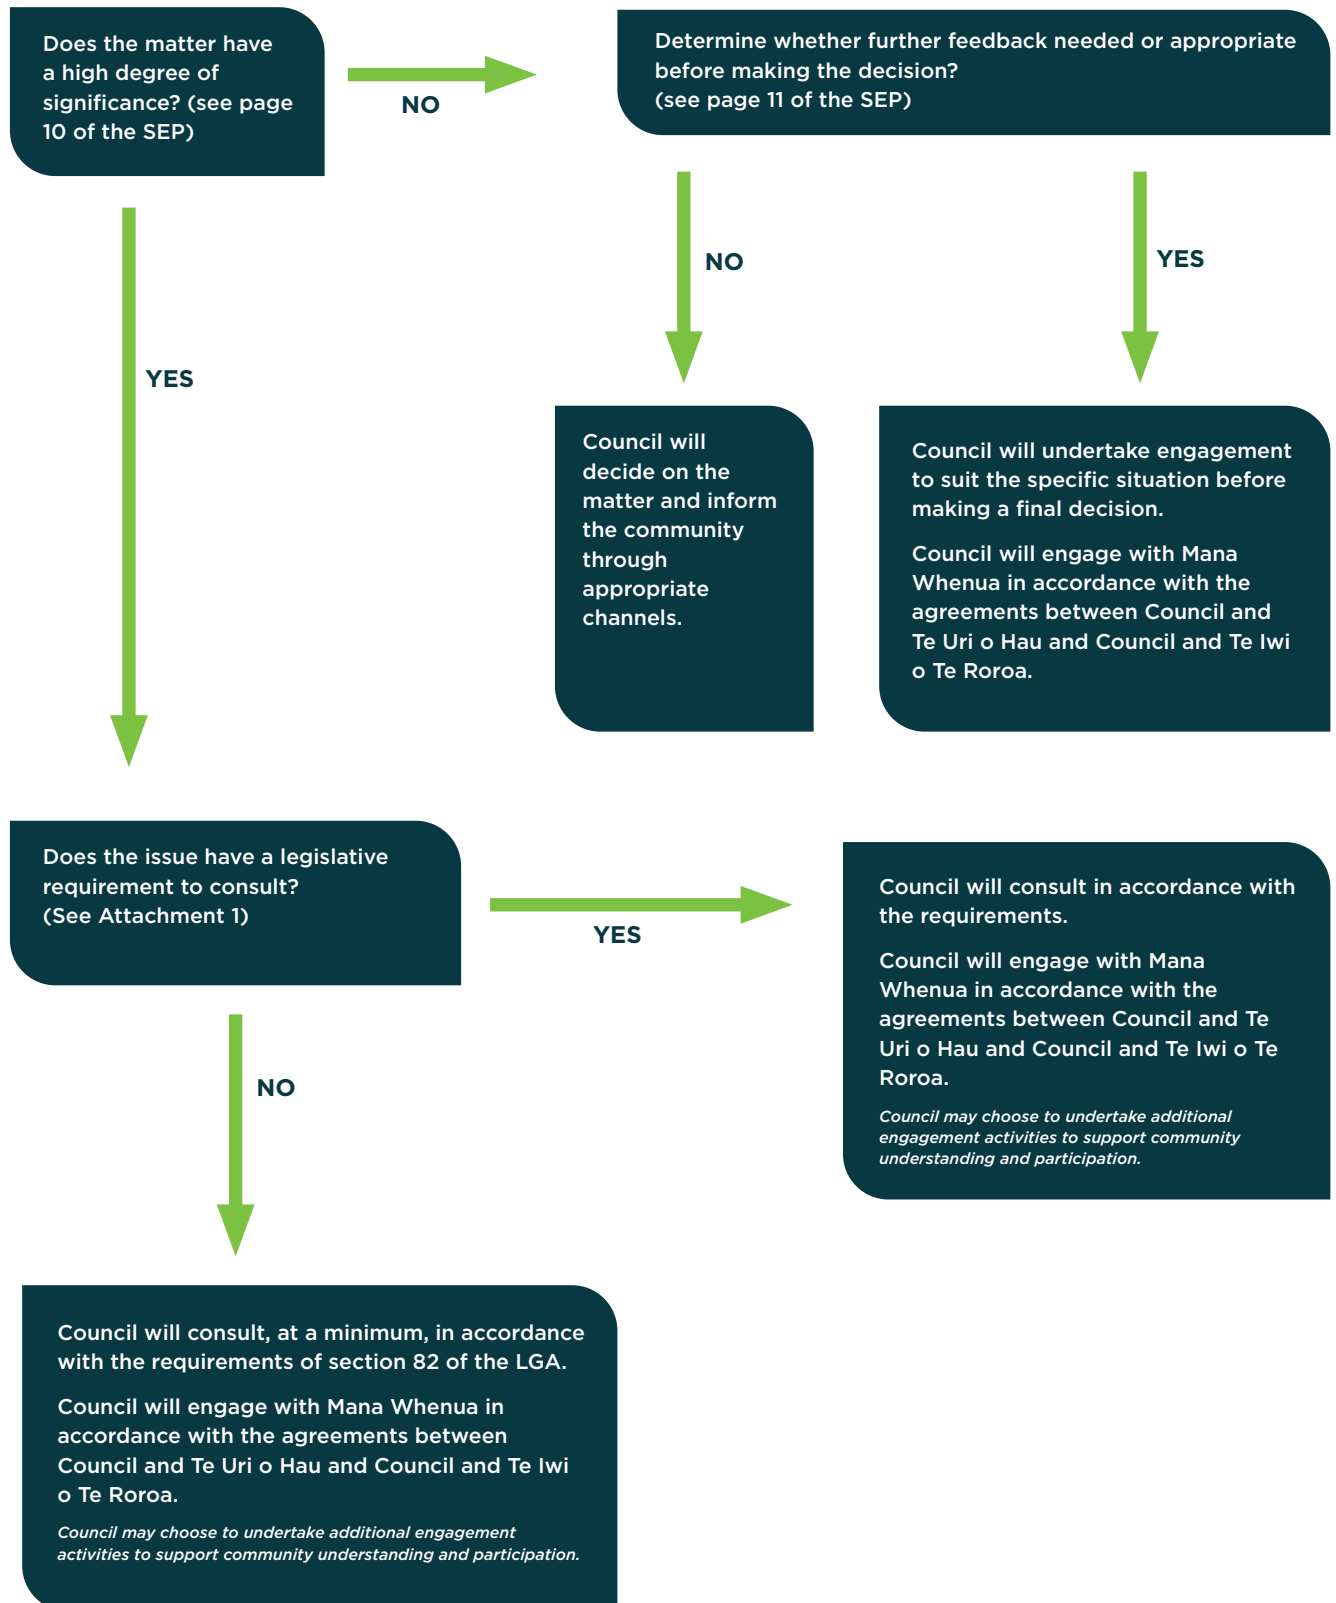 Does the matter have
a high degree of
significance? (see page
10 of the SEP)
NO
Determine whether further feedback needed or appropriate
before making the decision?
(see page 11 of the SEP)
NO
YES
YES
Council will
decide on the
matter and inform
the community
through
appropriate
channels.
Council will undertake engagement
to suit the specific situation before
making a final decision.
Council will engage with Mana
Whenua in accordance with the
agreements between Council and
Te Uri o Hau and Council and Te Iwi
o Te Roroa.
Does the issue have a legislative
requirement to consult?
(See Attachment 1)
YES
Council will consult in accordance with
the requirements.
Council will engage with Mana
Whenua in accordance with the
agreements between Council and Te
Uri o Hau and Council and Te Iwi o Te
Roroa.
Council may choose to undertake additional
engagement activities to support community
understanding and participation.
NO
Council will consult, at a minimum, in accordance
with the requirements of section 82 of the LGA.
Council will engage with Mana Whenua in
accordance with the agreements between
Council and Te Uri o Hau and Council and Te Iwi
o Te Roroa.
Council may choose to undertake additional engagement
activities to support community understanding and participation.